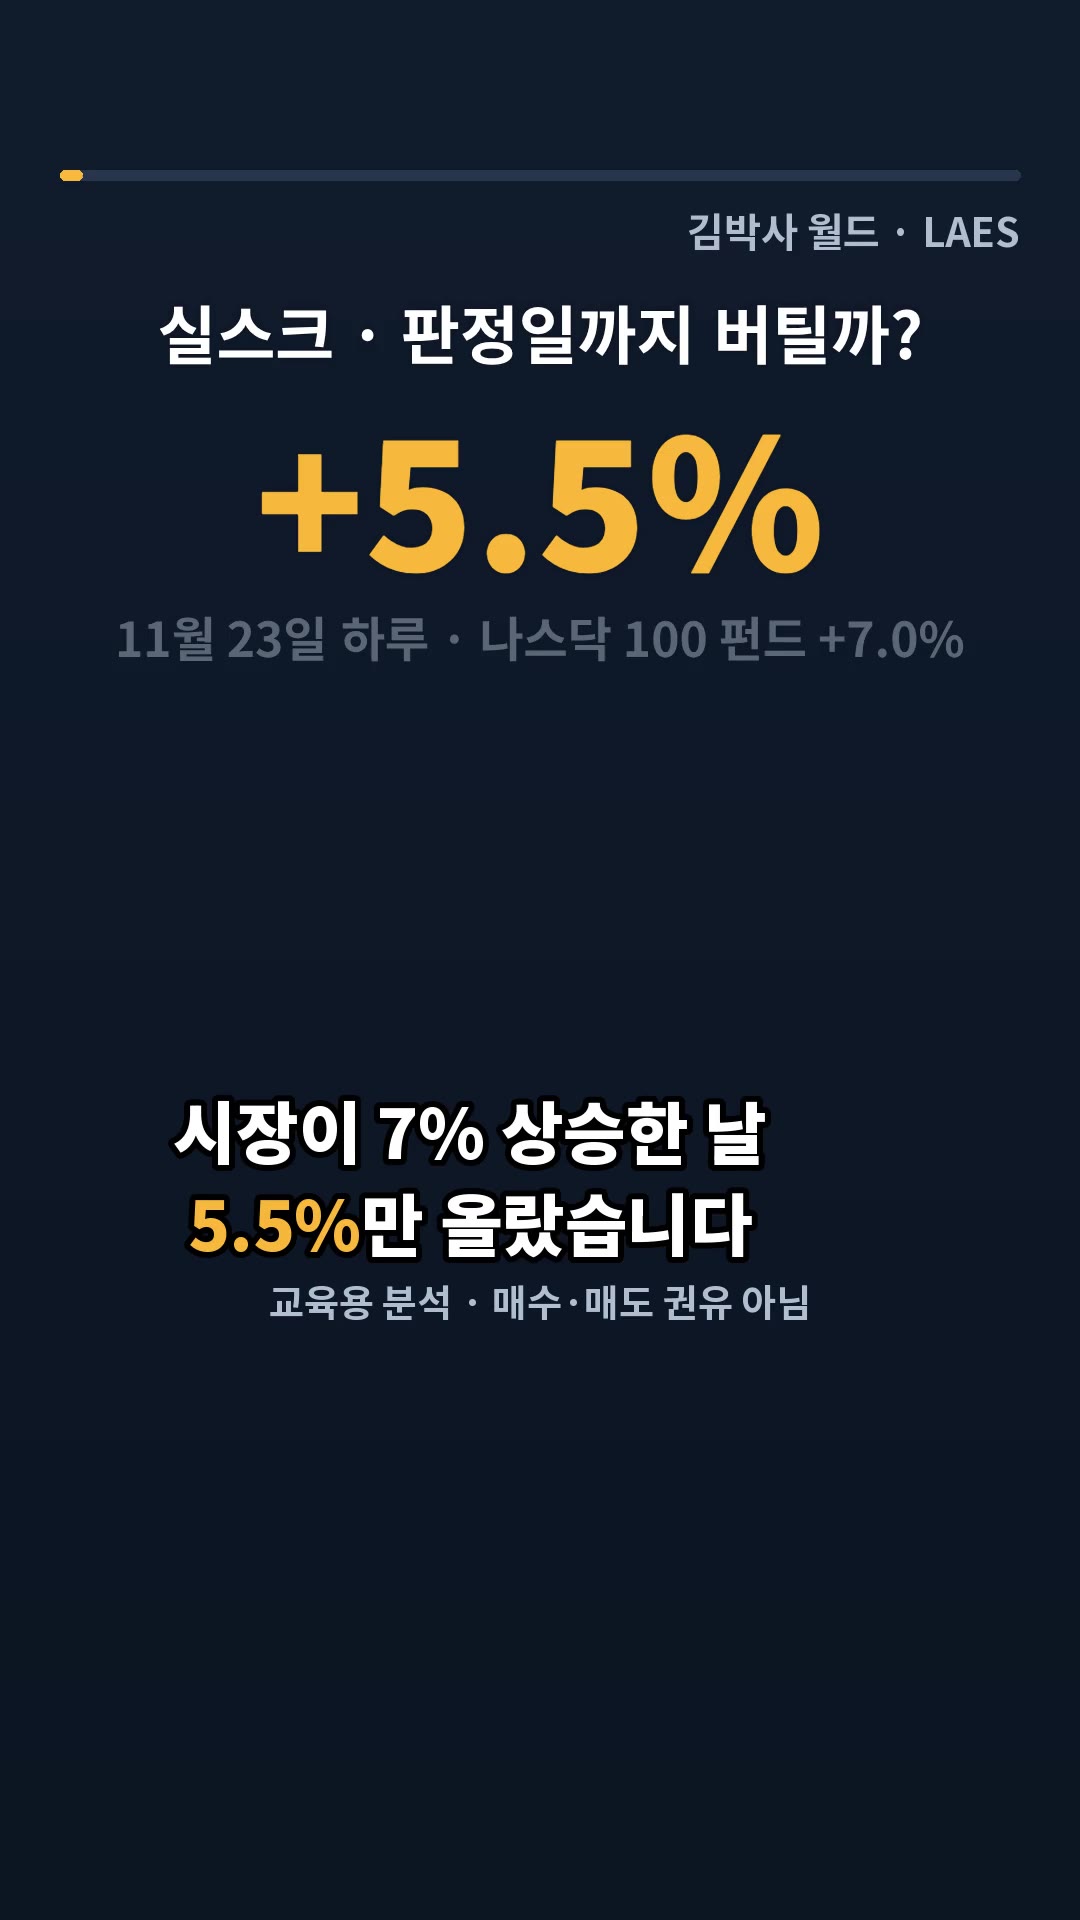 김박사 월드 · LAES
실스크 · 판정일까지 버틸까?
+5.5%
11월 23일 하루 · 나스닥 100 펀드 +7.0%
시장이 7% 상승한 날
5.5%만 올랐습니다
교육용 분석 · 매수·매도 권유 아님